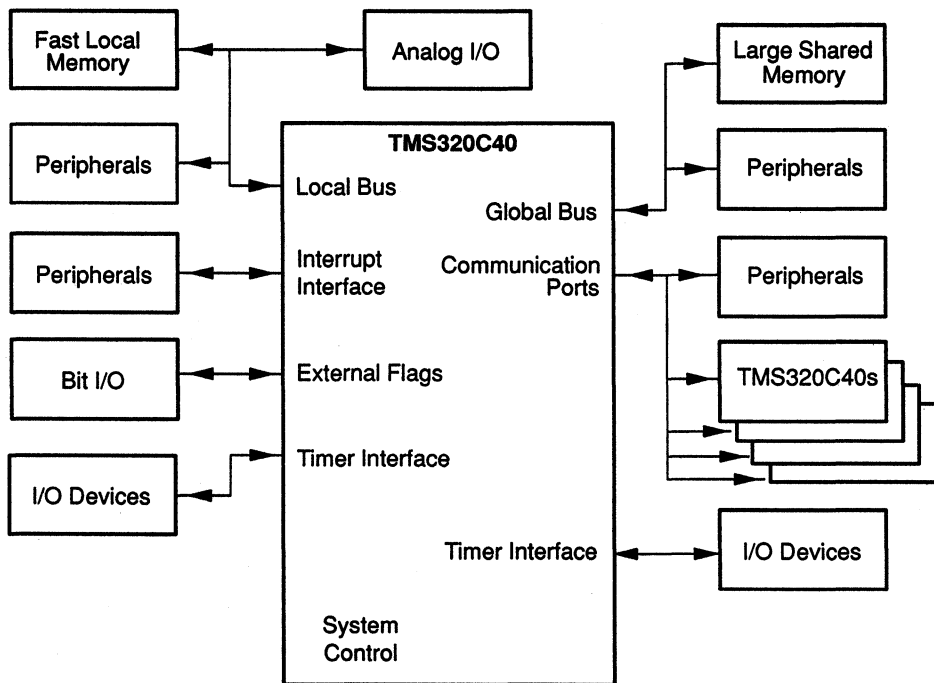 Fast Local
Memory
Analog I/O
Large Shared
Memory
TMS320C40
Peripherals
Local Bus
Peripherals
Global Bus
Peripherals
Interrupt
Interface
Communication
Ports
Peripherals
Bit I/O
External Flags
TMS320C40s
I/O Devices
Timer Interface
Timer Interface
I/O Devices
System
Control